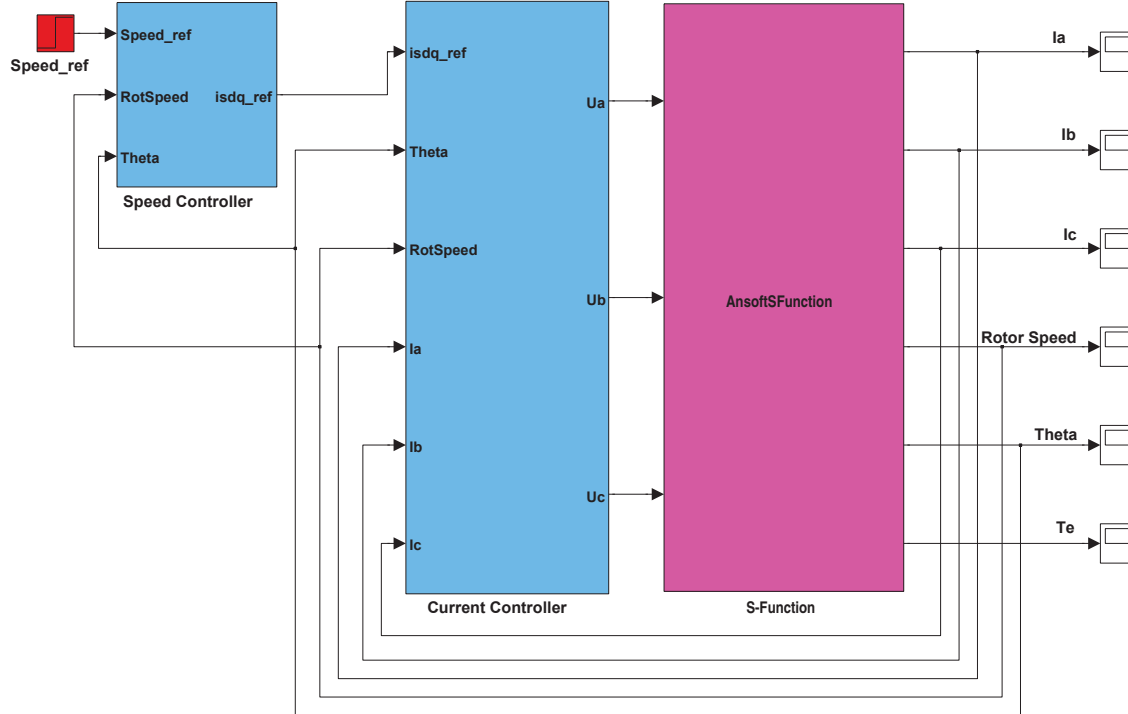 Speed_ref
Speed_ref
RotSpeed
isdq_ref
Theta
Speed Controller
isdq_ref
Theta
RotSpeed
Ia
Ib
Ic
Ua
Ub
Uc
Current Controller
AnsoftSFunction
S-Function
Ia
Ib
Ic
Rotor Speed
Theta
Te